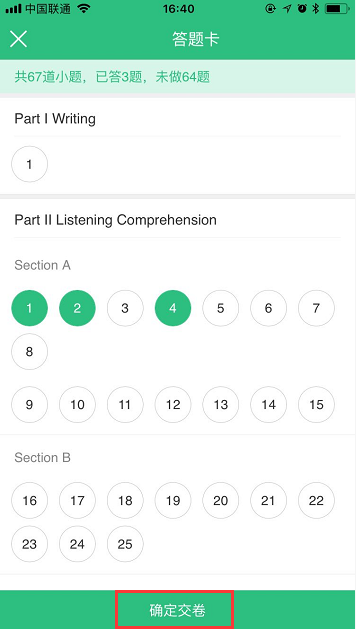 中国联通 16:40
答题卡
共67道小题，已答3题，未做64题
Part I Writing
1
Part II Listening Comprehension
Section A
1 2 3 4 5 6 7
8
9 10 11 12 13 14 15
Section B
16 17 18 19 20 21 22
23 24 25
确定交卷